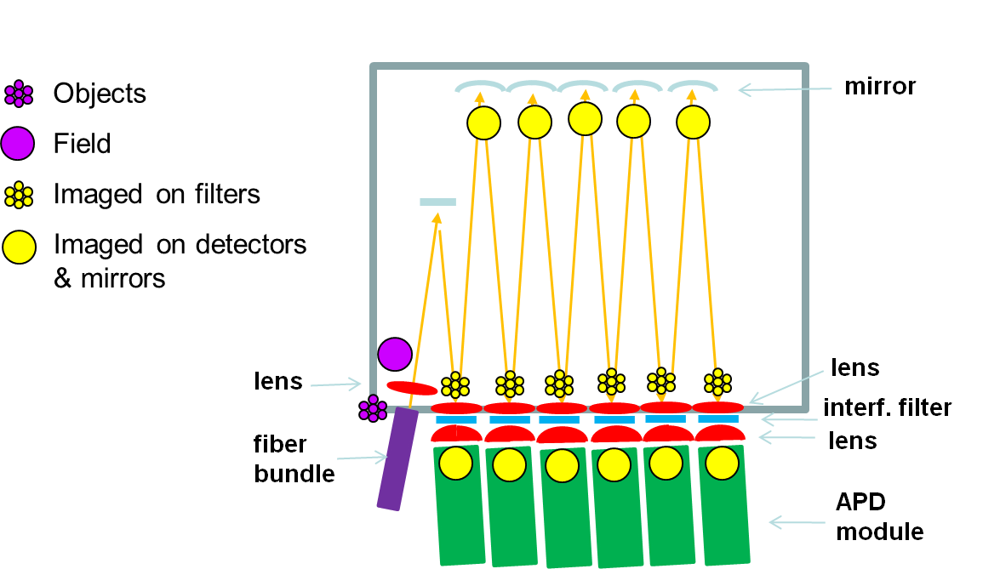 Objects
Field
Imaged on filters
Imaged on detectors
& mirrors
mirror
lens
lens
interf. filter
lens
fiber
bundle
APD
module